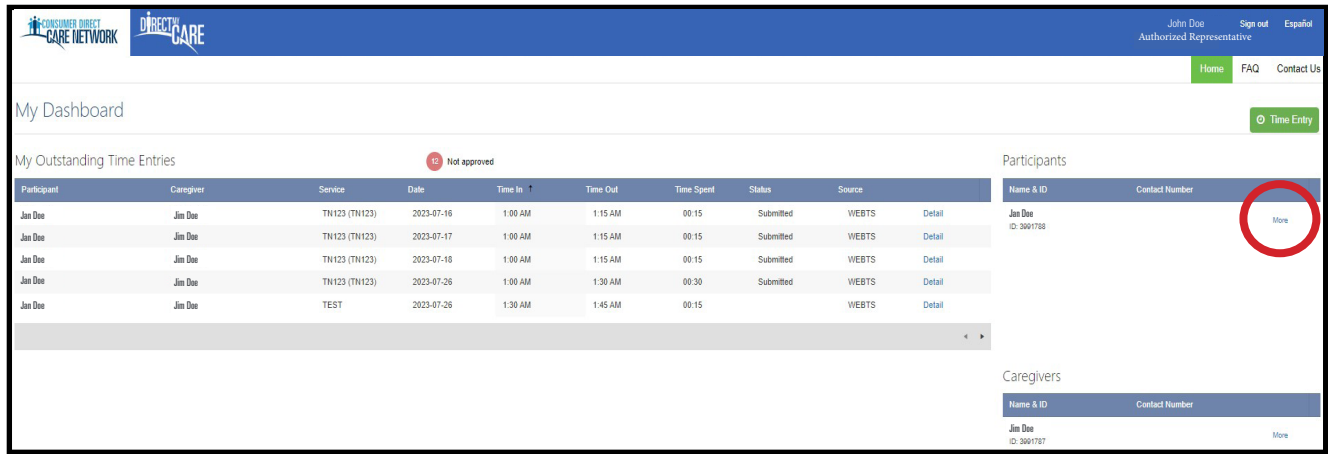 CONSUMER DIRECT
CARE NETWORK
DIRECT MY
CARE
John Doe Sign out Español
Authorized Representative
Home FAQ Contact Us
My Dashboard
Time Entry
My Outstanding Time Entries 12 Not approved
Participant Caregiver Service Date Time In ↑ Time Out Time Spent Status Source
Jan Doe Jim Doe TN123 (TN123) 2023-07-16 1:00 AM 1:15 AM 00:15 Submitted WEBTS Detail
Jan Doe Jim Doe TN123 (TN123) 2023-07-17 1:00 AM 1:15 AM 00:15 Submitted WEBTS Detail
Jan Doe Jim Doe TN123 (TN123) 2023-07-18 1:00 AM 1:15 AM 00:15 Submitted WEBTS Detail
Jan Doe Jim Doe TN123 (TN123) 2023-07-26 1:00 AM 1:30 AM 00:30 Submitted WEBTS Detail
Jan Doe Jim Doe TEST 2023-07-26 1:30 AM 1:45 AM 00:15 WEBTS Detail
Participants
Name & ID Contact Number
Jan Doe More
ID: 3991788
Caregivers
Name & ID Contact Number
Jim Doe More
ID: 3991787